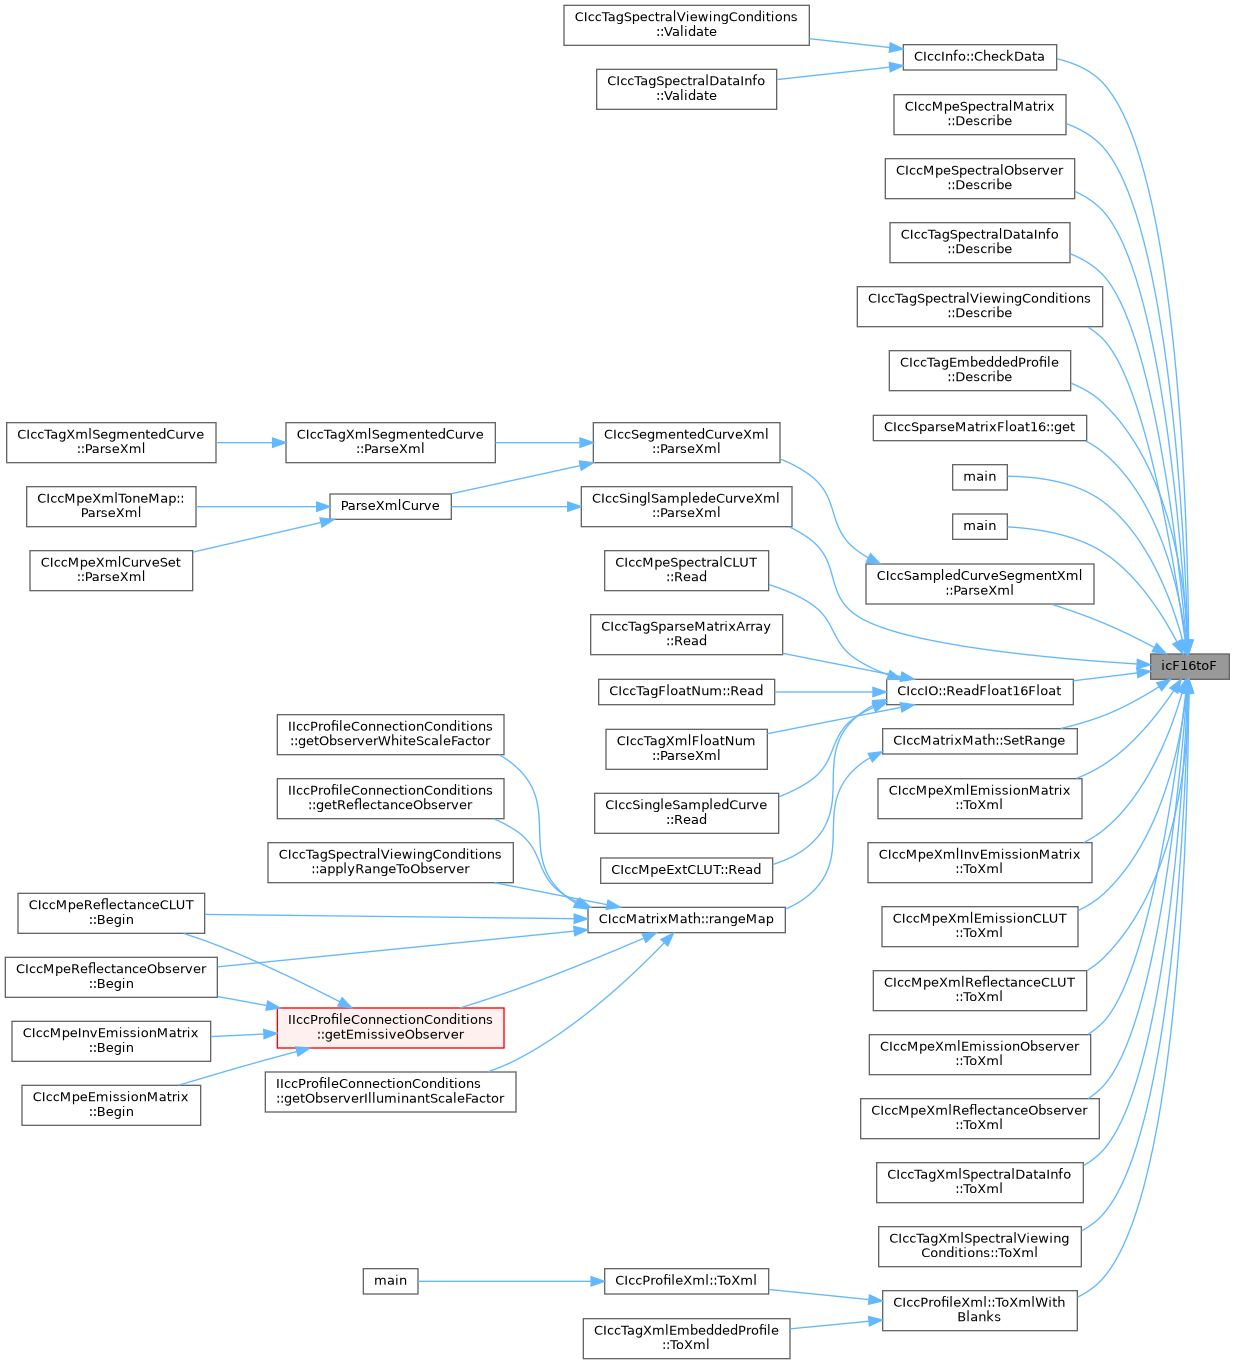 CIccTagSpectralViewingConditions
::Validate
CIccInfo::CheckData
CIccTagSpectralDataInfo
::Validate
CIccMpeSpectralMatrix
::Describe
CIccMpeSpectralObserver
::Describe
CIccTagSpectralDataInfo
::Describe
CIccTagSpectralViewingConditions
::Describe
CIccTagEmbeddedProfile
::Describe
CIccSparseMatrixFloat16::get
CIccTagXmlSegmentedCurve
::ParseXml
CIccTagXmlSegmentedCurve
::ParseXml
CIccSegmentedCurveXml
::ParseXml
main
CIccMpeXmlToneMap::
ParseXml
ParseXmlCurve
CIccSinglSampledeCurveXml
::ParseXml
main
CIccMpeXmlCurveSet
::ParseXml
CIccMpeSpectralCLUT
::Read
CIccSampledCurveSegmentXml
::ParseXml
CIccTagSparseMatrixArray
::Read
icF16toF
CIccTagFloatNum::Read
CIccIO::ReadFloat16Float
IIccProfileConnectionConditions
::getObserverWhiteScaleFactor
CIccTagXmlFloatNum
::ParseXml
CIccMatrixMath::SetRange
IIccProfileConnectionConditions
::getReflectanceObserver
CIccSingleSampledCurve
::Read
CIccMpeXmlEmissionMatrix
::ToXml
CIccTagSpectralViewingConditions
::applyRangeToObserver
CIccMpeExtCLUT::Read
CIccMpeXmlInvEmissionMatrix
::ToXml
CIccMpeReflectanceCLUT
::Begin
CIccMatrixMath::rangeMap
CIccMpeXmlEmissionCLUT
::ToXml
CIccMpeReflectanceObserver
::Begin
CIccMpeXmlReflectanceCLUT
::ToXml
CIccMpeInvEmissionMatrix
::Begin
IIccProfileConnectionConditions
::getEmissiveObserver
CIccMpeXmlEmissionObserver
::ToXml
CIccMpeEmissionMatrix
::Begin
IIccProfileConnectionConditions
::getObserverIlluminantScaleFactor
CIccMpeXmlReflectanceObserver
::ToXml
CIccTagXmlSpectralDataInfo
::ToXml
CIccTagXmlSpectralViewing
Conditions::ToXml
main
CIccProfileXml::ToXml
CIccProfileXml::ToXmlWith
Blanks
CIccTagXmlEmbeddedProfile
::ToXml